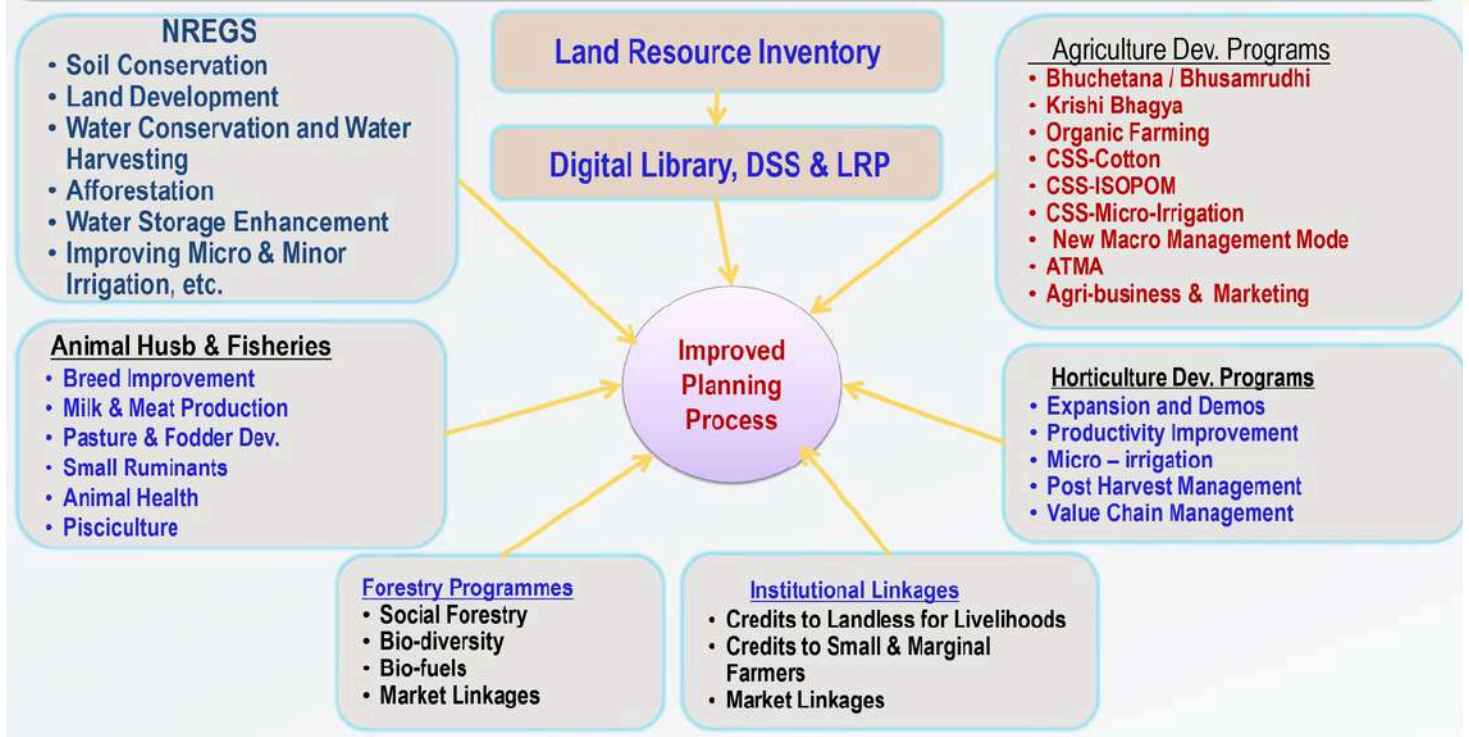 NREGS
• Soil Conservation
• Land Development
• Water Conservation and Water
Harvesting
• Afforestation
• Water Storage Enhancement
• Improving Micro & Minor
Irrigation, etc.
Land Resource Inventory
Digital Library, DSS & LRP
Agriculture Dev. Programs
• Bhuchetana / Bhusamrudhi
• Krishi Bhagya
• Organic Farming
• CSS-Cotton
• CSS-ISOPOM
• CSS-Micro-Irrigation
• New Macro Management Mode
• ATMA
• Agri-business & Marketing
Improved
Planning
Process
Animal Husb & Fisheries
• Breed Improvement
• Milk & Meat Production
• Pasture & Fodder Dev.
• Small Ruminants
• Animal Health
• Pisciculture
Horticulture Dev. Programs
• Expansion and Demos
• Productivity Improvement
• Micro – irrigation
• Post Harvest Management
• Value Chain Management
Forestry Programmes
• Social Forestry
• Bio-diversity
• Bio-fuels
• Market Linkages
Institutional Linkages
• Credits to Landless for Livelihoods
• Credits to Small & Marginal
Farmers
• Market Linkages